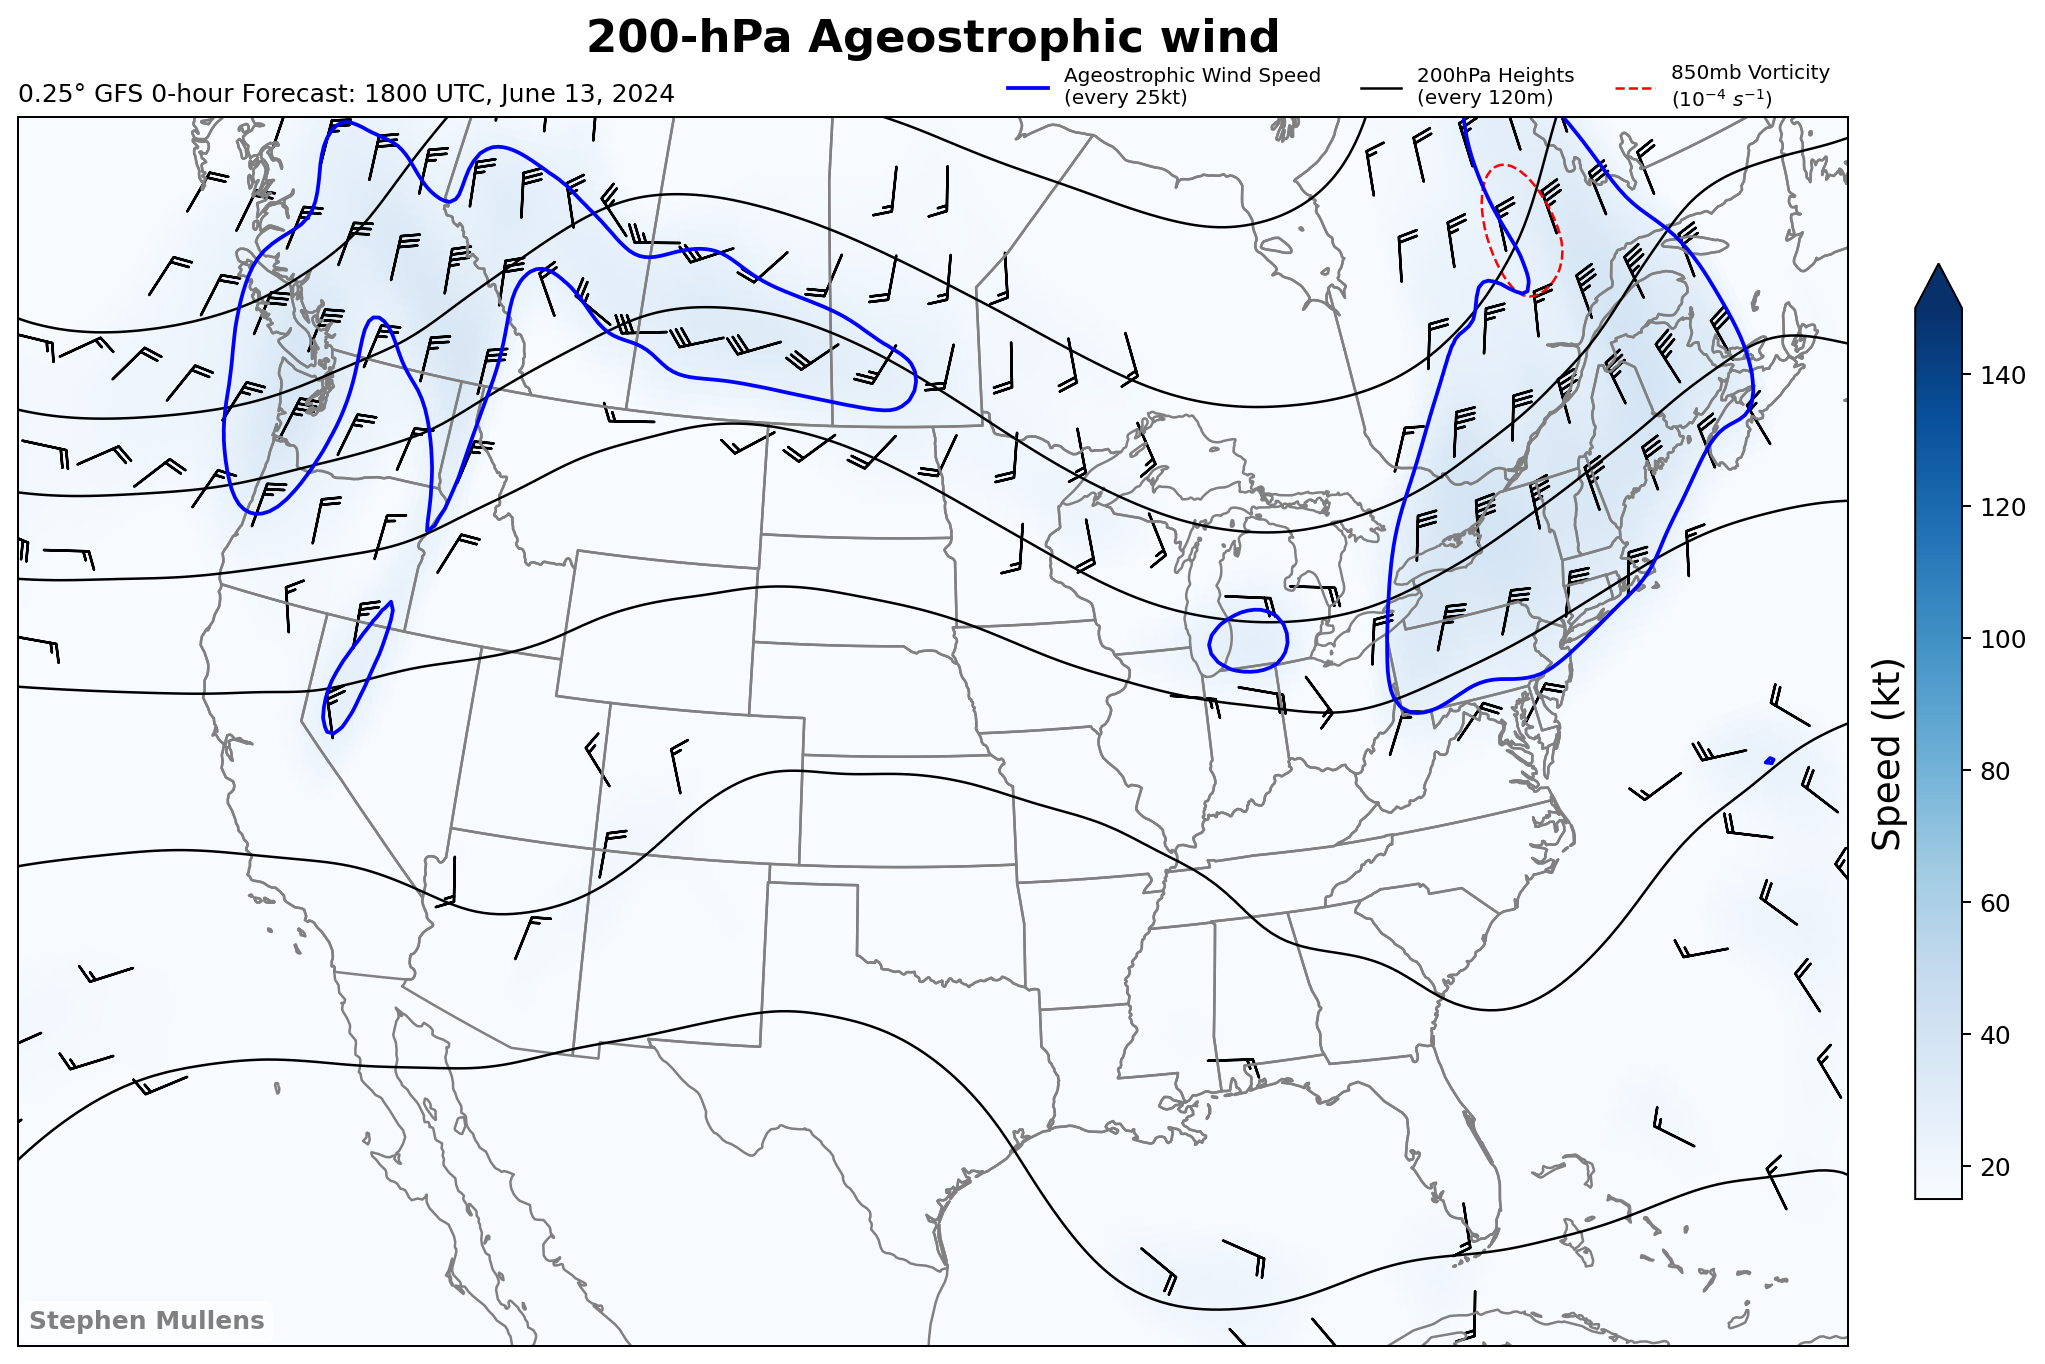 200-hPa Ageostrophic wind
0.25° GFS 0-hour Forecast: 1800 UTC, June 13, 2024
Ageostrophic Wind Speed
(every 25kt)
200hPa Heights
(every 120m)
850mb Vorticity
(10⁻⁴ s⁻¹)
140
120
100
80
60
40
20
Speed (kt)
Stephen Mullens